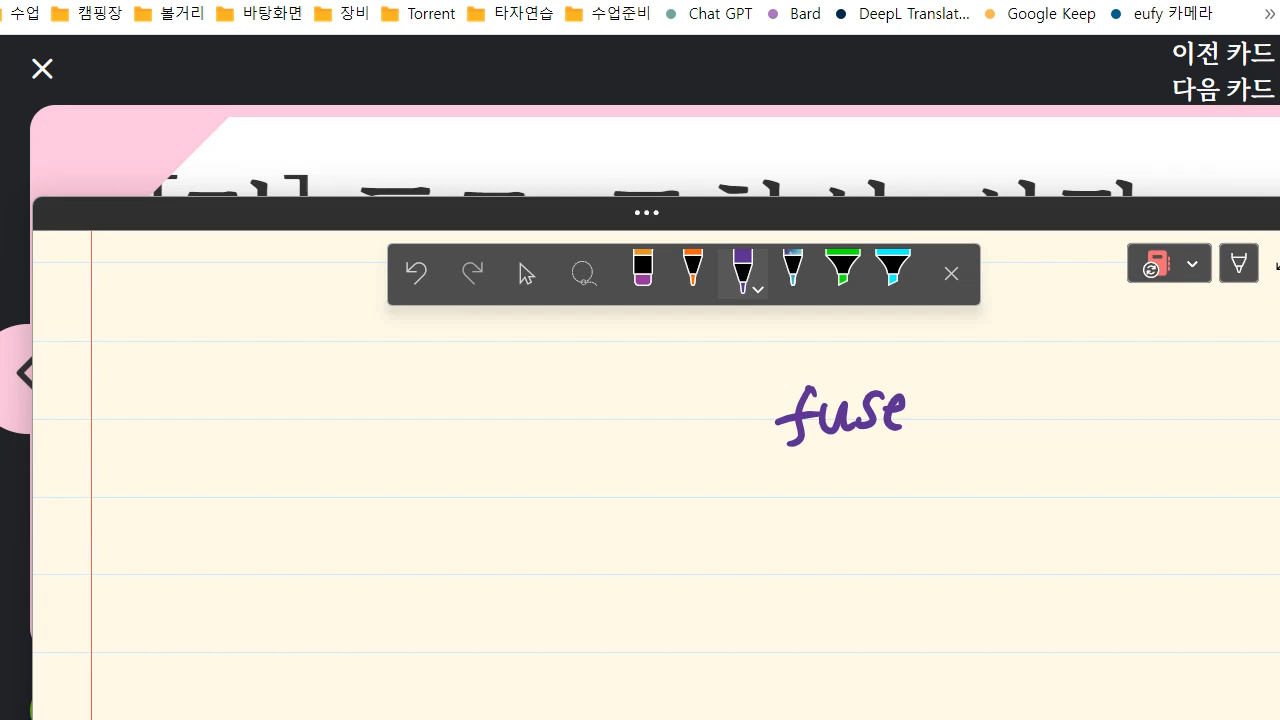 수업 캠핑장 볼거리 바탕화면 장비 Torrent 타자연습 수업준비 Chat GPT Bard DeepL Translat... Google Keep eufy 카메라
이전 카드
다음 카드
fuse